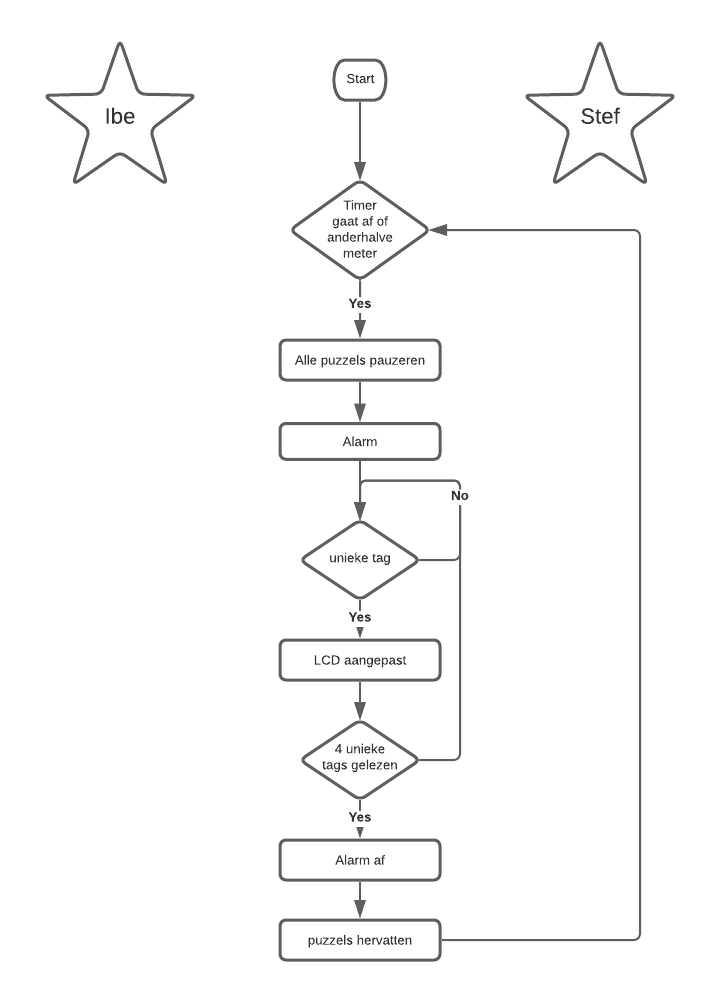 Ibe
Start
Stef
Timer
gaat af of
anderhalve
meter
Yes
Alle puzzels pauzeren
Alarm
No
unieke tag
Yes
LCD aangepast
4 unieke
tags gelezen
Yes
Alarm af
puzzels hervatten